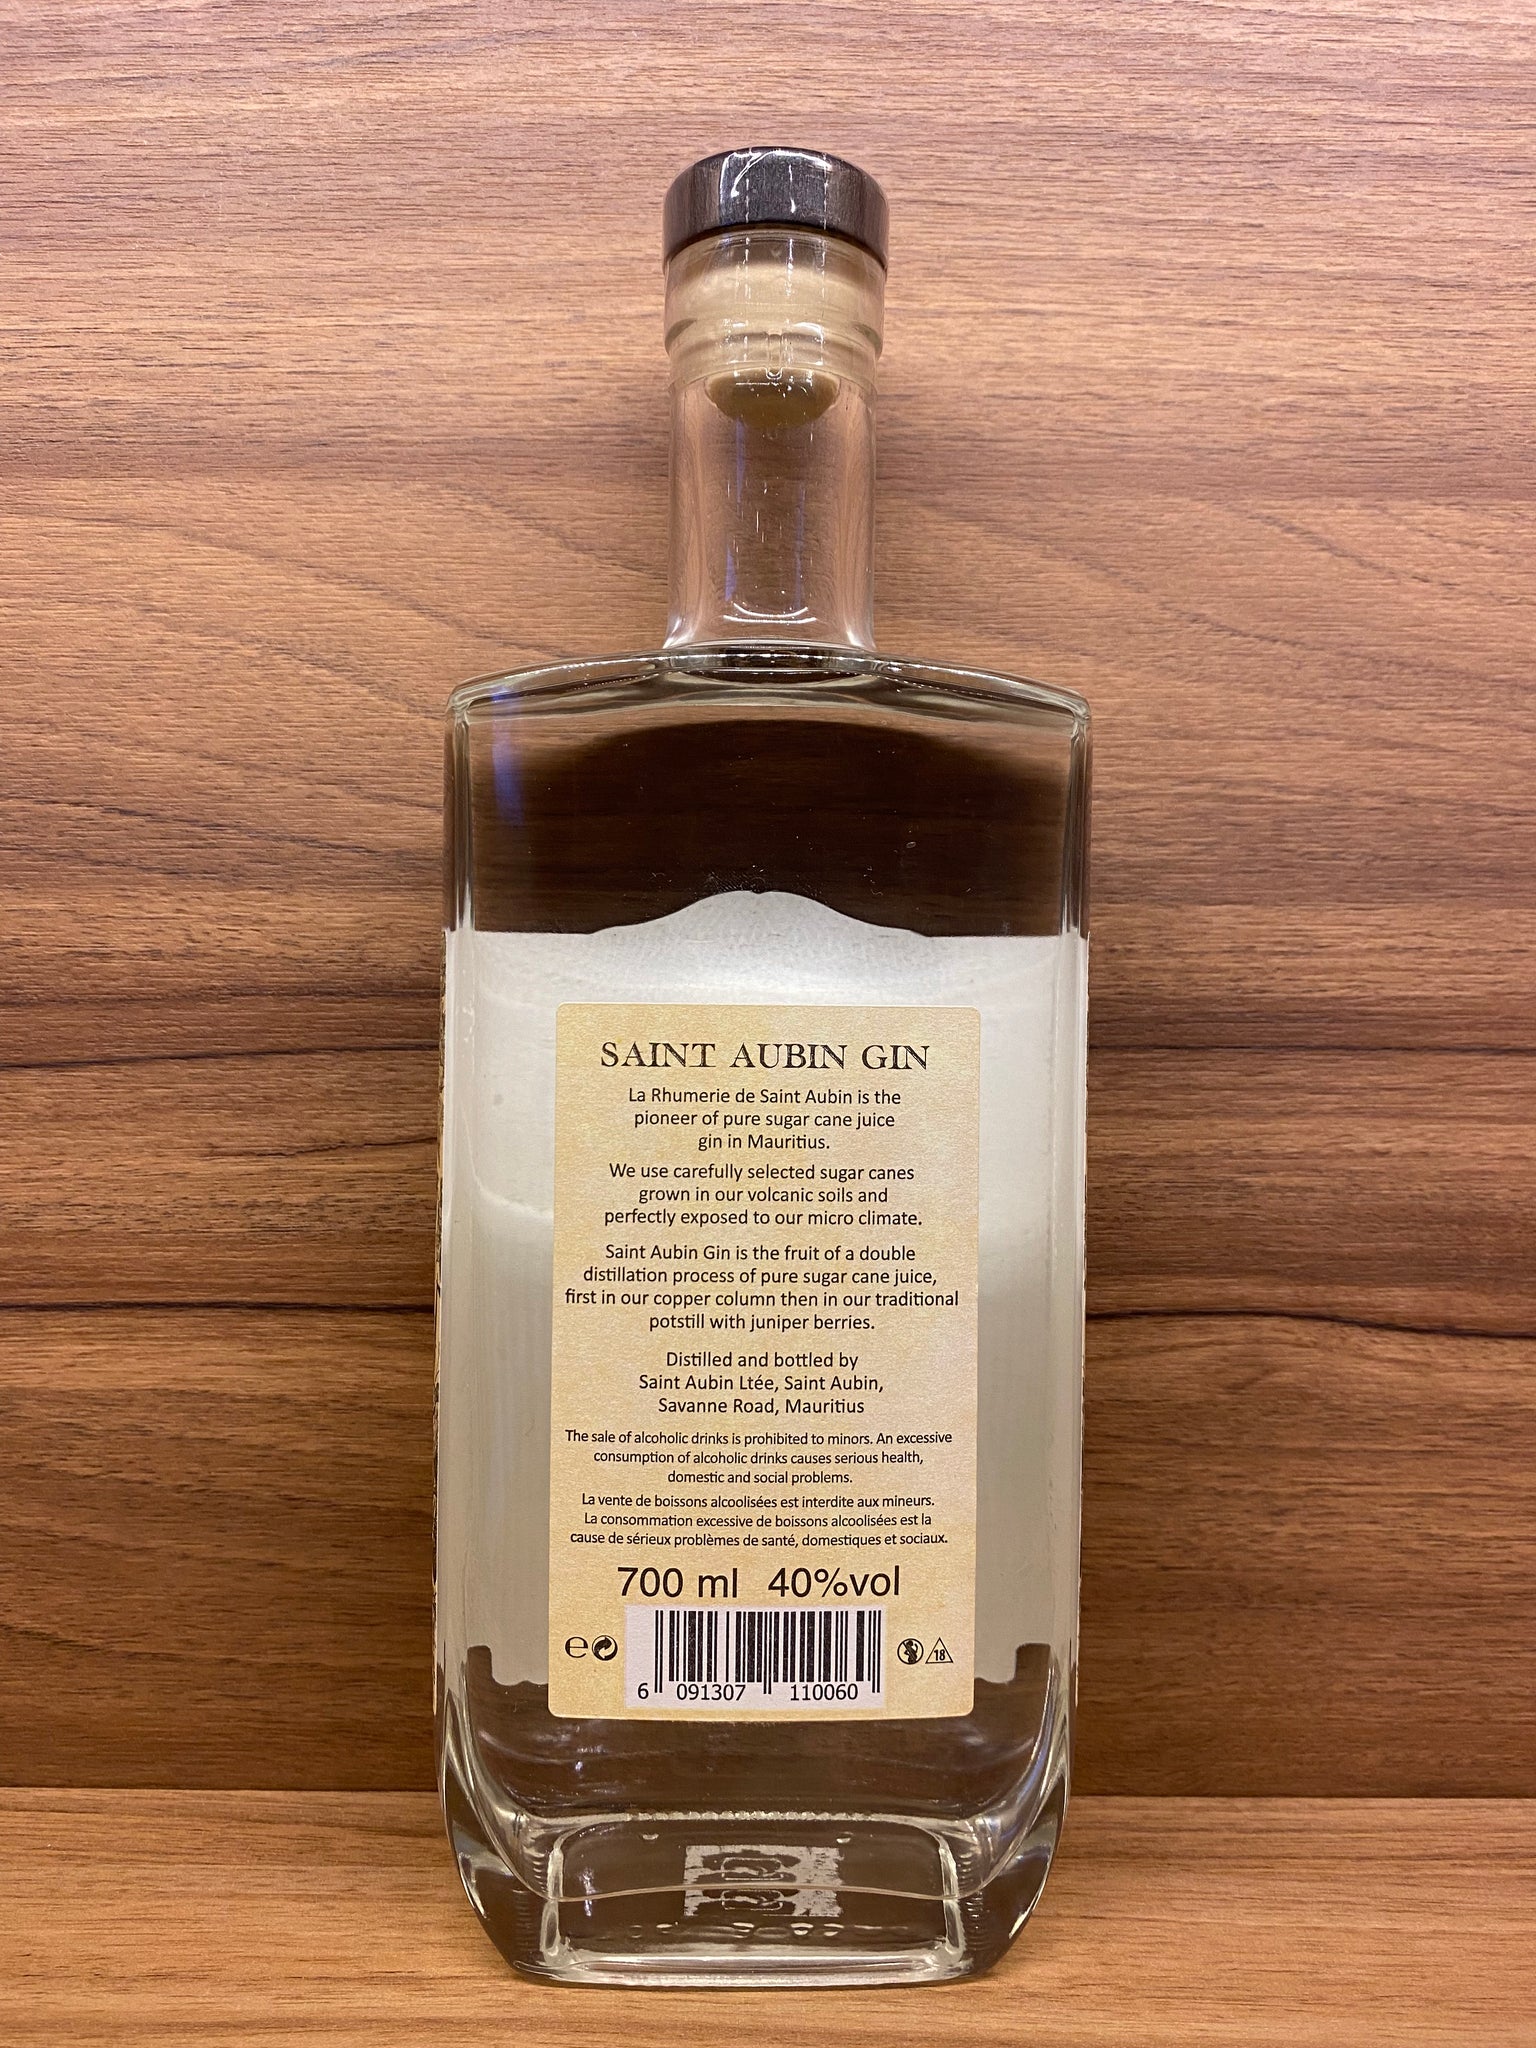 SAINT AUBIN GIN
La Rhumerie de Saint Aubin is the
pioneer of pure sugar cane juice
gin in Mauritius.
We use carefully selected sugar canes
grown in our volcanic soils and
perfectly exposed to our micro climate.
Saint Aubin Gin is the fruit of a double
distillation process of pure sugar cane juice,
first in our copper column then in our traditional
potstill with juniper berries.
Distilled and bottled by
Saint Aubin Ltée, Saint Aubin,
Savanne Road, Mauritius
The sale of alcoholic drinks is prohibited to minors. An excessive
consumption of alcoholic drinks causes serious health,
domestic and social problems.
La vente de boissons alcoolisées est interdite aux mineurs.
La consommation excessive de boissons alcoolisées est la
cause de sérieux problèmes de santé, domestiques et sociaux.
700 ml 40%vol
℮ 18
6 091307 110060